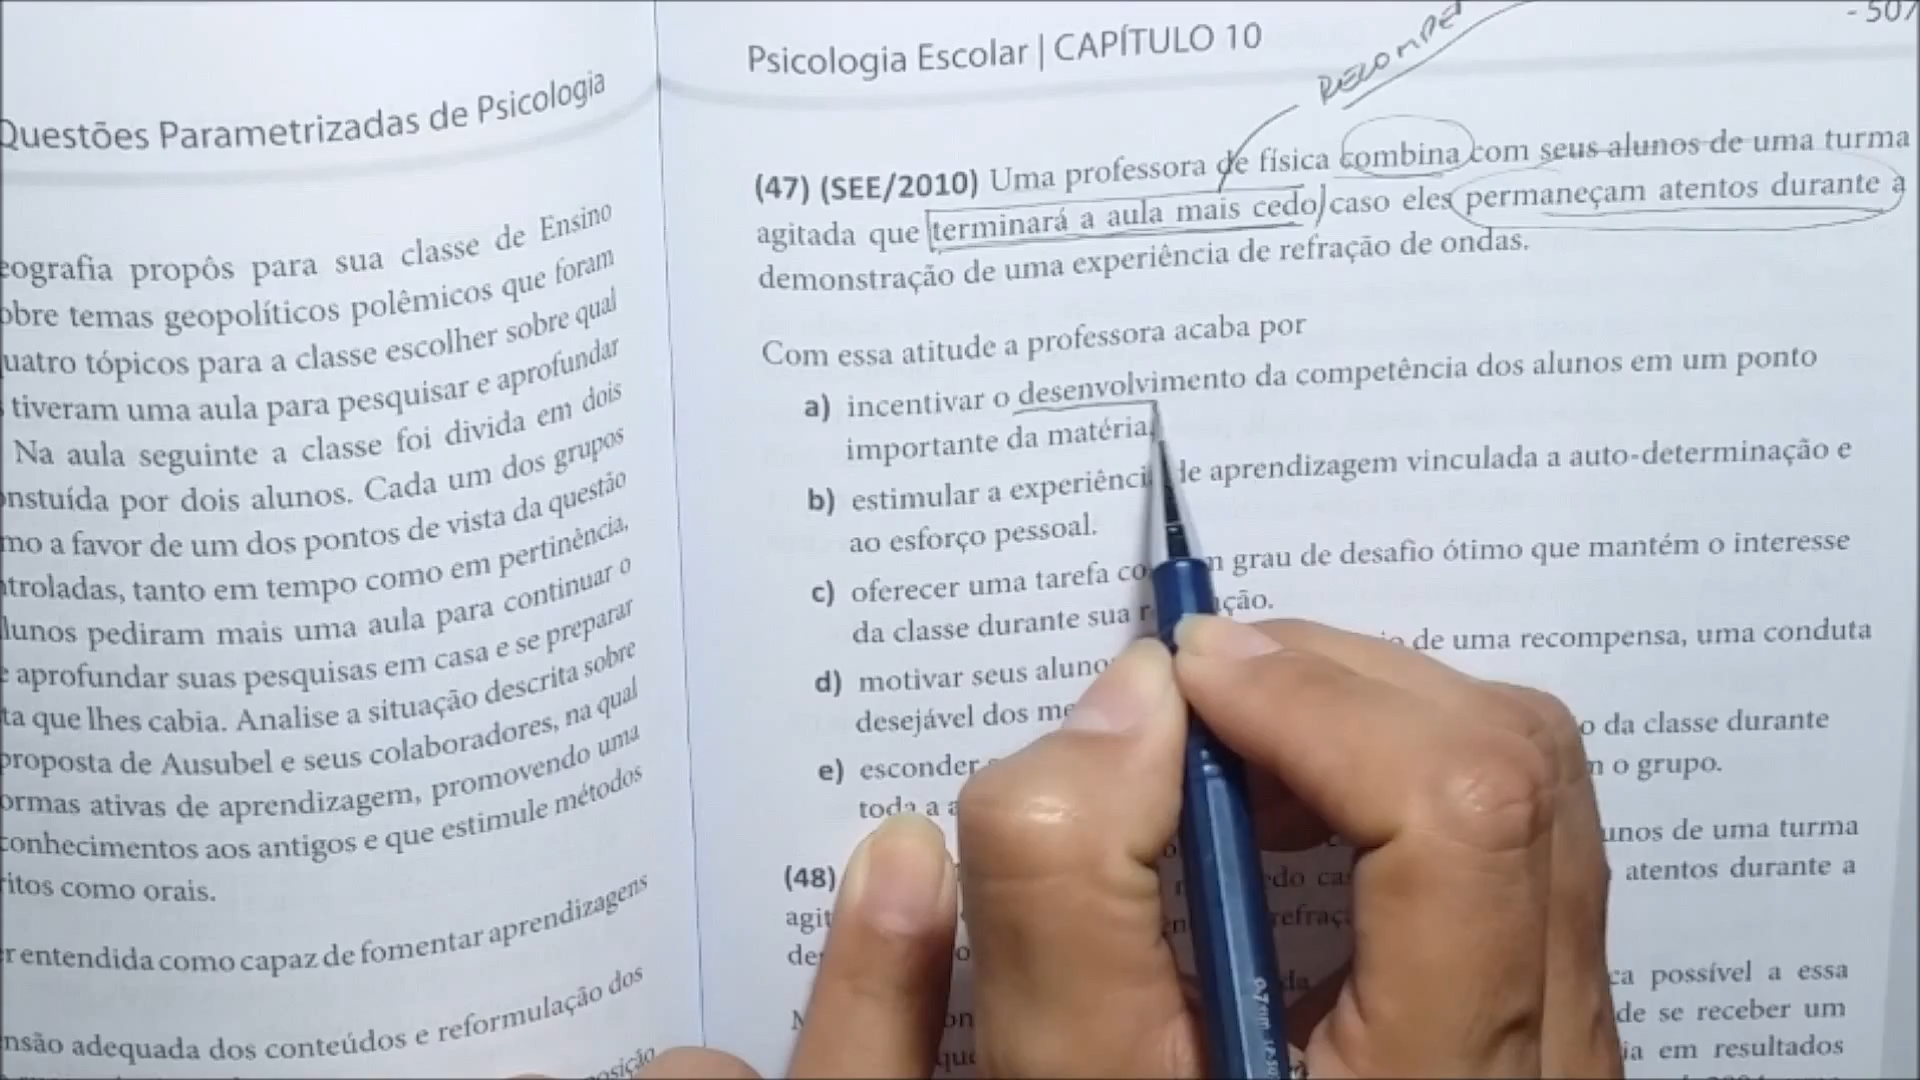 Questões Parametrizadas de Psicologia
eografia propôs para sua classe de Ensino
obre temas geopolíticos polêmicos que foram
uatro tópicos para a classe escolher sobre qual
tiveram uma aula para pesquisar e aprofundar
Na aula seguinte a classe foi divida em dois
nstuída por dois alunos. Cada um dos grupos
mo a favor de um dos pontos de vista da questão
troladas, tanto em tempo como em pertinência,
lunos pediram mais uma aula para continuar o
e aprofundar suas pesquisas em casa e se preparar
ta que lhes cabia. Analise a situação descrita sobre
proposta de Ausubel e seus colaboradores, na qual
ormas ativas de aprendizagem, promovendo uma
conhecimentos aos antigos e que estimule métodos
ritos como orais.
r entendida como capaz de fomentar aprendizagens
nsão adequada dos conteúdos e reformulação dos
osição
Psicologia Escolar | CAPÍTULO 10
- 507
RECOMPE
(47) (SEE/2010) Uma professora de física combina com seus alunos de uma turma
agitada que terminará a aula mais cedo caso eles permaneçam atentos durante a
demonstração de uma experiência de refração de ondas.
Com essa atitude a professora acaba por
a) incentivar o desenvolvimento da competência dos alunos em um ponto
importante da matéria
b) estimular a experiênci de aprendizagem vinculada a auto-determinação e
ao esforço pessoal.
c) oferecer uma tarefa co m grau de desafio ótimo que mantém o interesse
da classe durante sua r ução.
d) motivar seus aluno de uma recompensa, uma conduta
desejável dos me
e) esconder o da classe durante
toda a a m o grupo.
(48) unos de uma turma
agit do cas atentos durante a
de refraç
ca possível a essa
de se receber um
que ia em resultados